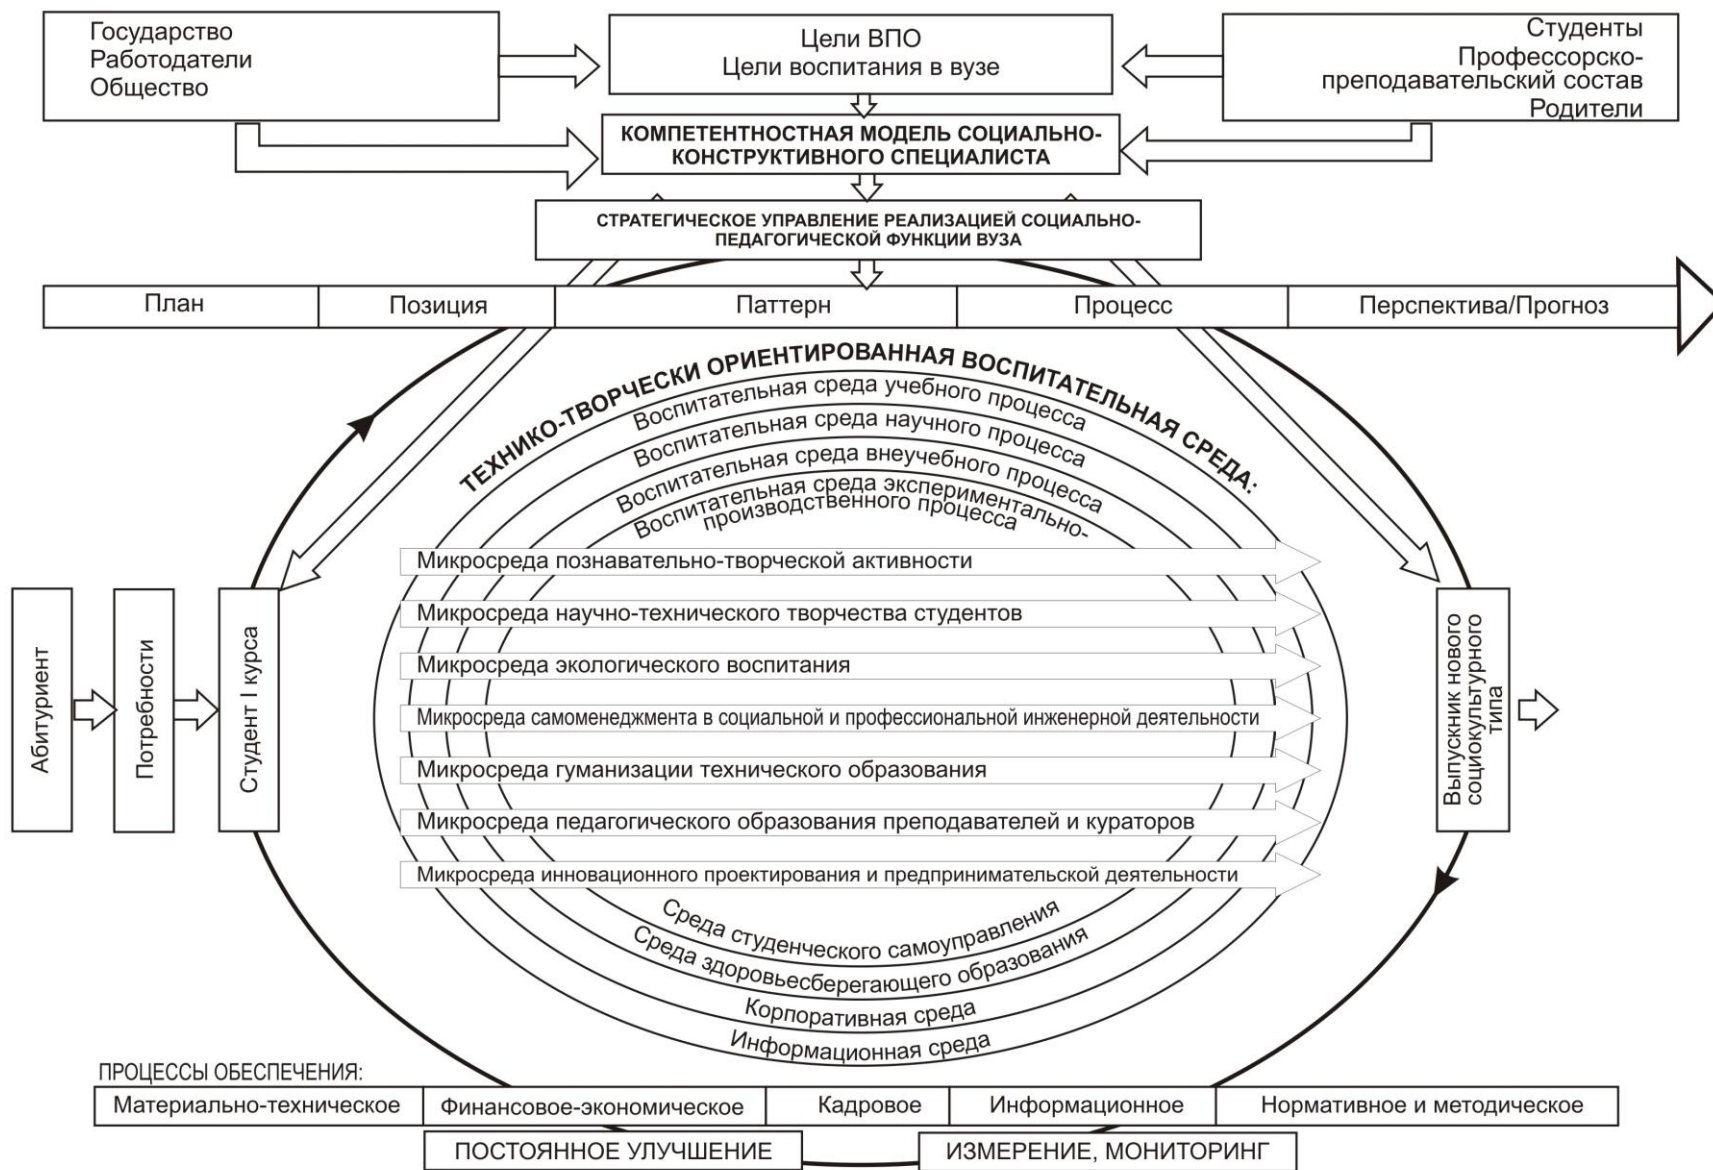 Государство
Работодатели
Общество
Цели ВПО
Цели воспитания в вузе
Студенты
Профессорско-
преподавательский состав
Родители
КОМПЕТЕНТНОСТНАЯ МОДЕЛЬ СОЦИАЛЬНО-
КОНСТРУКТИВНОГО СПЕЦИАЛИСТА
СТРАТЕГИЧЕСКОЕ УПРАВЛЕНИЕ РЕАЛИЗАЦИЕЙ СОЦИАЛЬНО-
ПЕДАГОГИЧЕСКОЙ ФУНКЦИИ ВУЗА
План
Позиция
Паттерн
Процесс
Перспектива/Прогноз
ТЕХНИКО-ТВОРЧЕСКИ ОРИЕНТИРОВАННАЯ ВОСПИТАТЕЛЬНАЯ СРЕДА:
Воспитательная среда учебного процесса
Воспитательная среда научного процесса
Воспитательная среда внеучебного процесса
Воспитательная среда экспериментально-
производственного процесса
Микросреда познавательно-творческой активности
Микросреда научно-технического творчества студентов
Микросреда экологического воспитания
Микросреда самоменеджмента в социальной и профессиональной инженерной деятельности
Микросреда гуманизации технического образования
Микросреда педагогического образования преподавателей и кураторов
Микросреда инновационного проектирования и предпринимательской деятельности
Абитуриент
Потребности
Студент I курса
Выпускник нового
социокультурного
типа
Среда студенческого самоуправления
Среда здоровьесберегающего образования
Корпоративная среда
Информационная среда
ПРОЦЕССЫ ОБЕСПЕЧЕНИЯ:
Материально-техническое
Финансовое-экономическое
Кадровое
Информационное
Нормативное и методическое
ПОСТОЯННОЕ УЛУЧШЕНИЕ
ИЗМЕРЕНИЕ, МОНИТОРИНГ